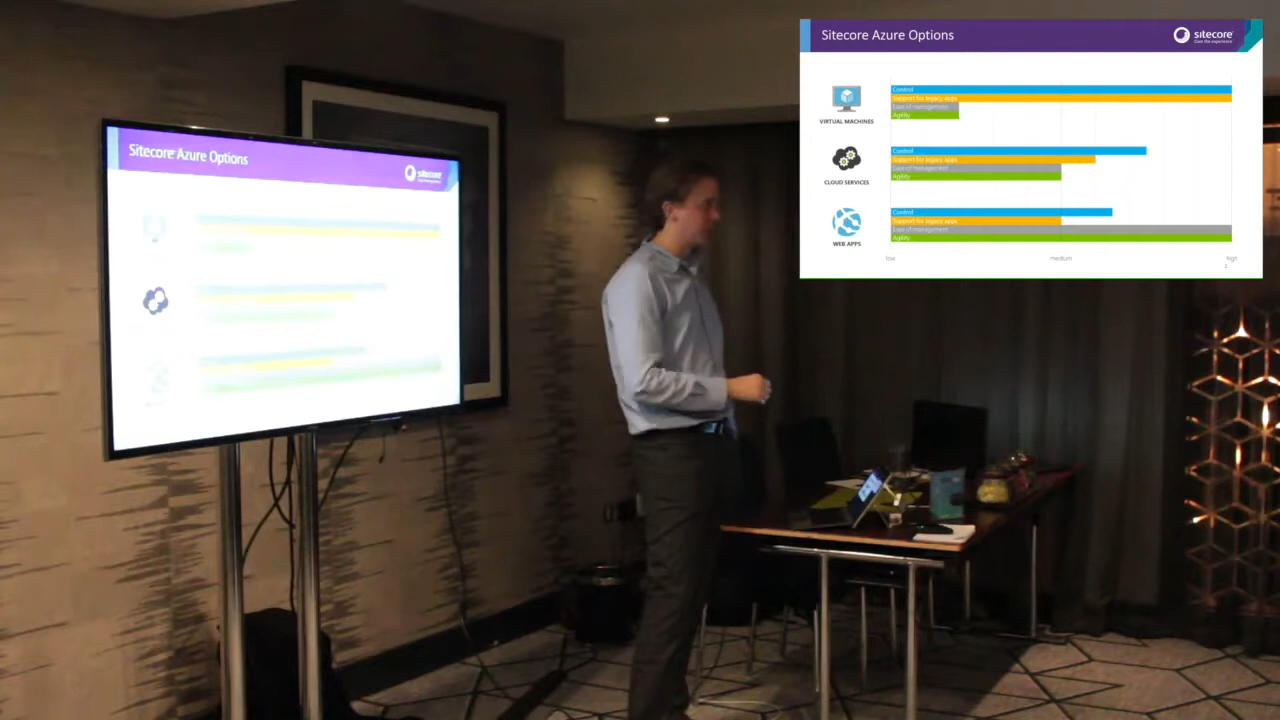 Sitecore Azure Options
sitecore
Sitecore Azure Options
sitecore
Own the experience
VIRTUAL MACHINES
Control
Support for legacy apps
Ease of management
Agility
CLOUD SERVICES
Control
Support for legacy apps
Ease of management
Agility
WEB APPS
Control
Support for legacy apps
Ease of management
Agility
low
medium
high